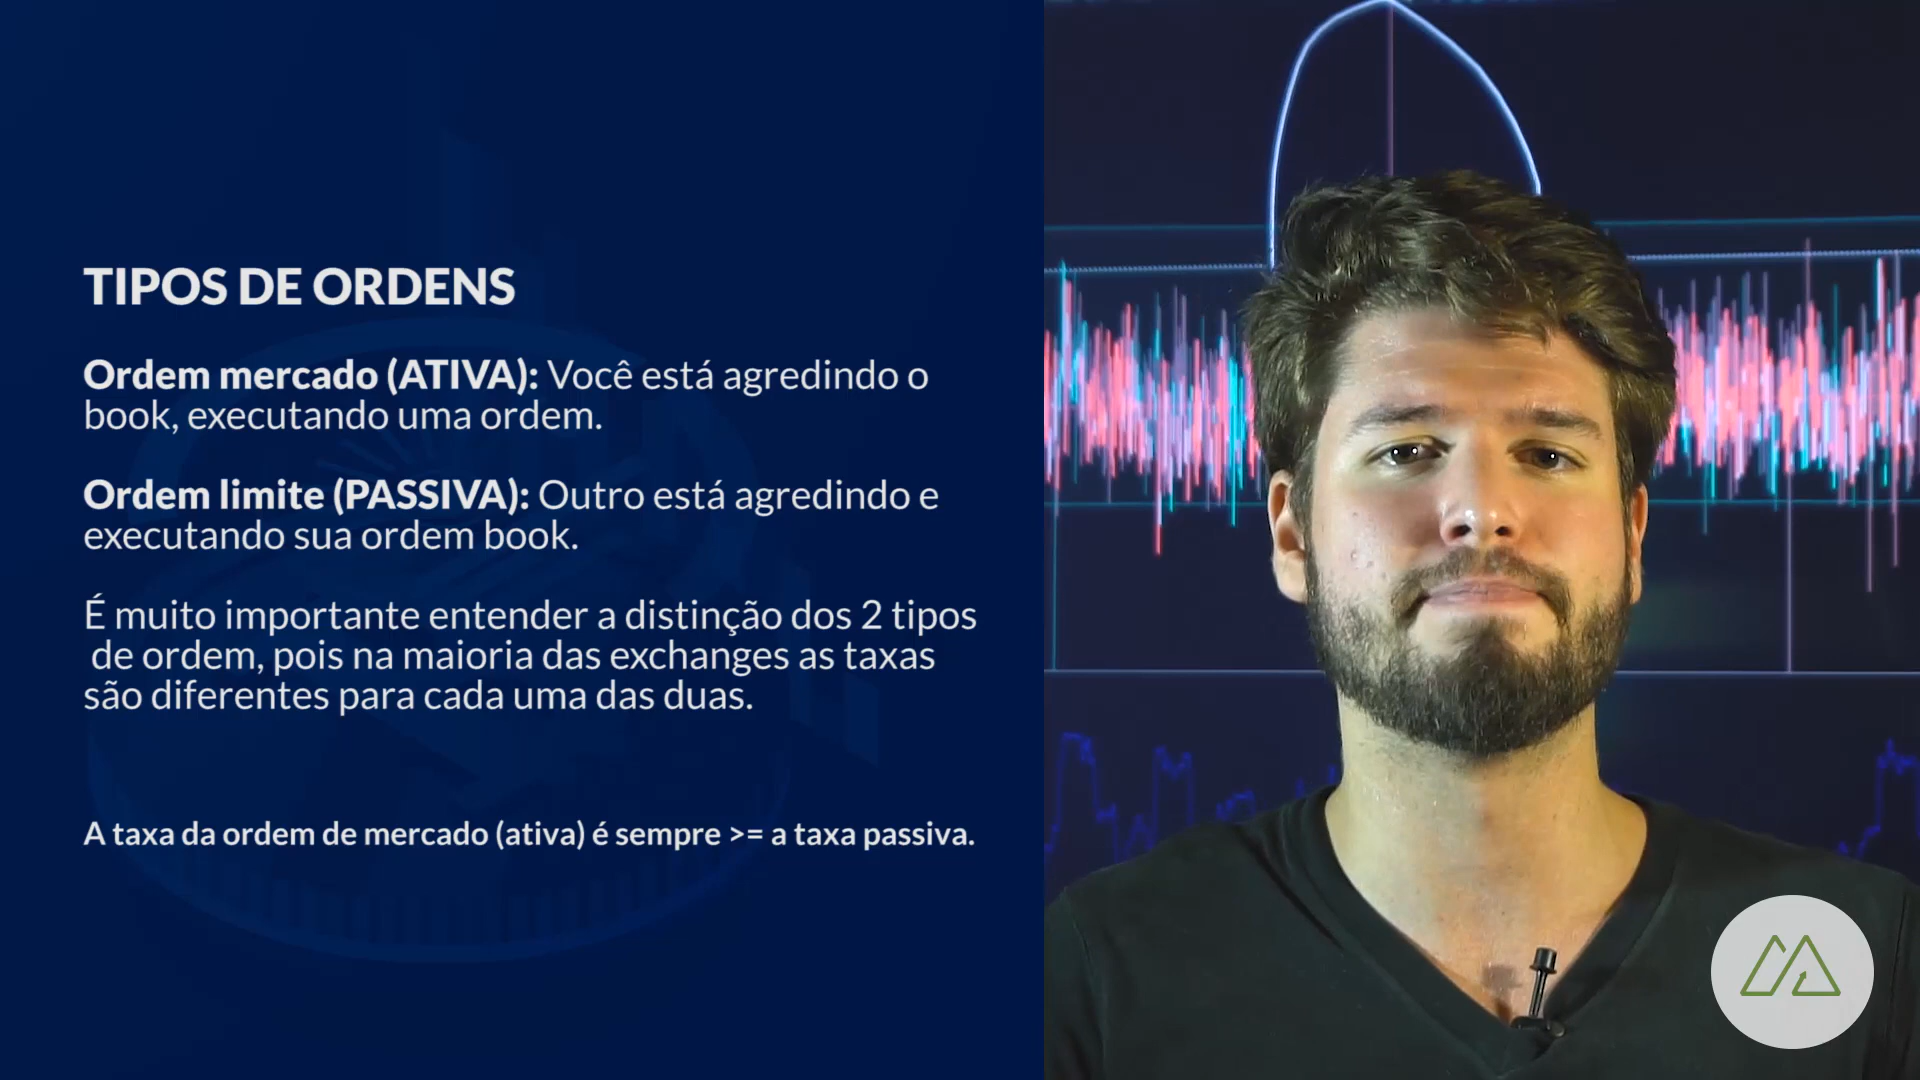 TIPOS DE ORDENS
Ordem mercado (ATIVA): Você está agredindo o
book, executando uma ordem.
Ordem limite (PASSIVA): Outro está agredindo e
executando sua ordem book.
É muito importante entender a distinção dos 2 tipos
de ordem, pois na maioria das exchanges as taxas
são diferentes para cada uma das duas.
A taxa da ordem de mercado (ativa) é sempre >= a taxa passiva.